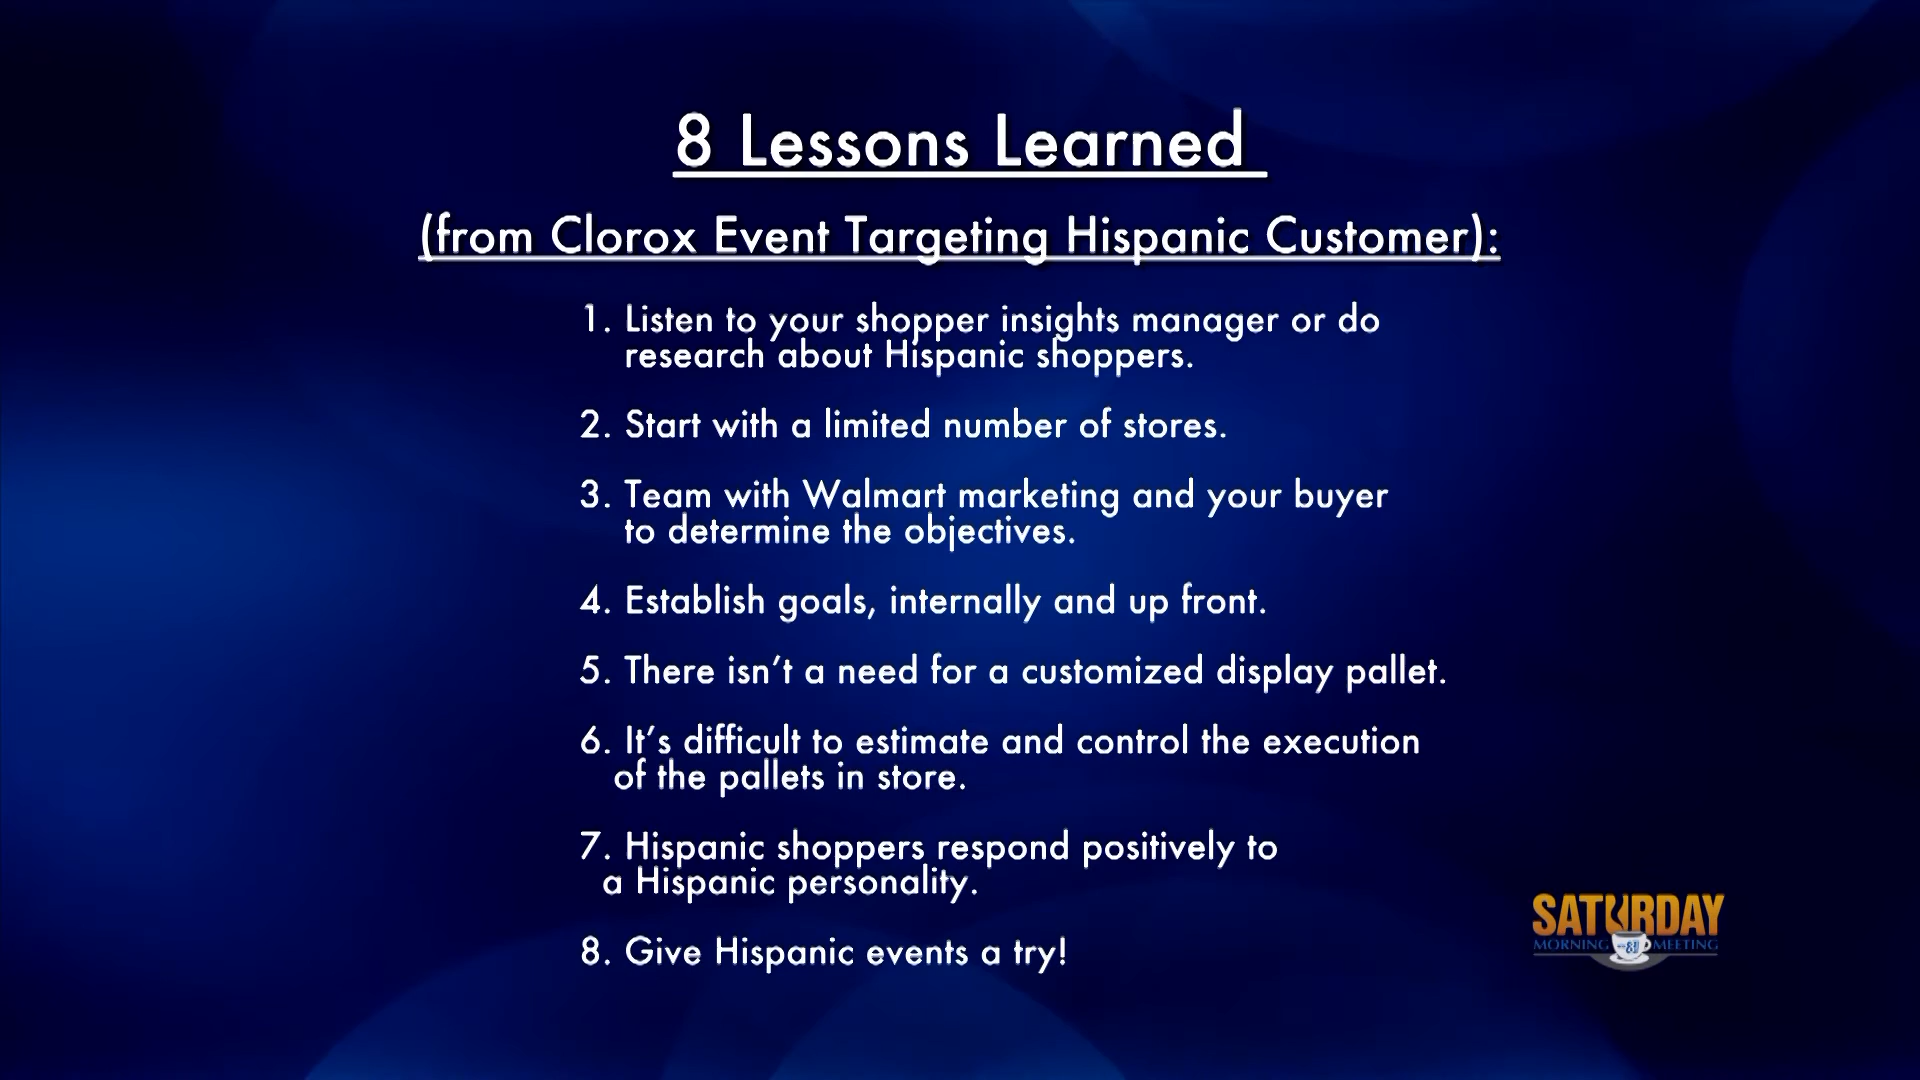 8 Lessons Learned
(from Clorox Event Targeting Hispanic Customer):
1. Listen to your shopper insights manager or do
research about Hispanic shoppers.
2. Start with a limited number of stores.
3. Team with Walmart marketing and your buyer
to determine the objectives.
4. Establish goals, internally and up front.
5. There isn't a need for a customized display pallet.
6. It's difficult to estimate and control the execution
of the pallets in store.
7. Hispanic shoppers respond positively to
a Hispanic personality.
8. Give Hispanic events a try!
SATURDAY
MORNING MEETING